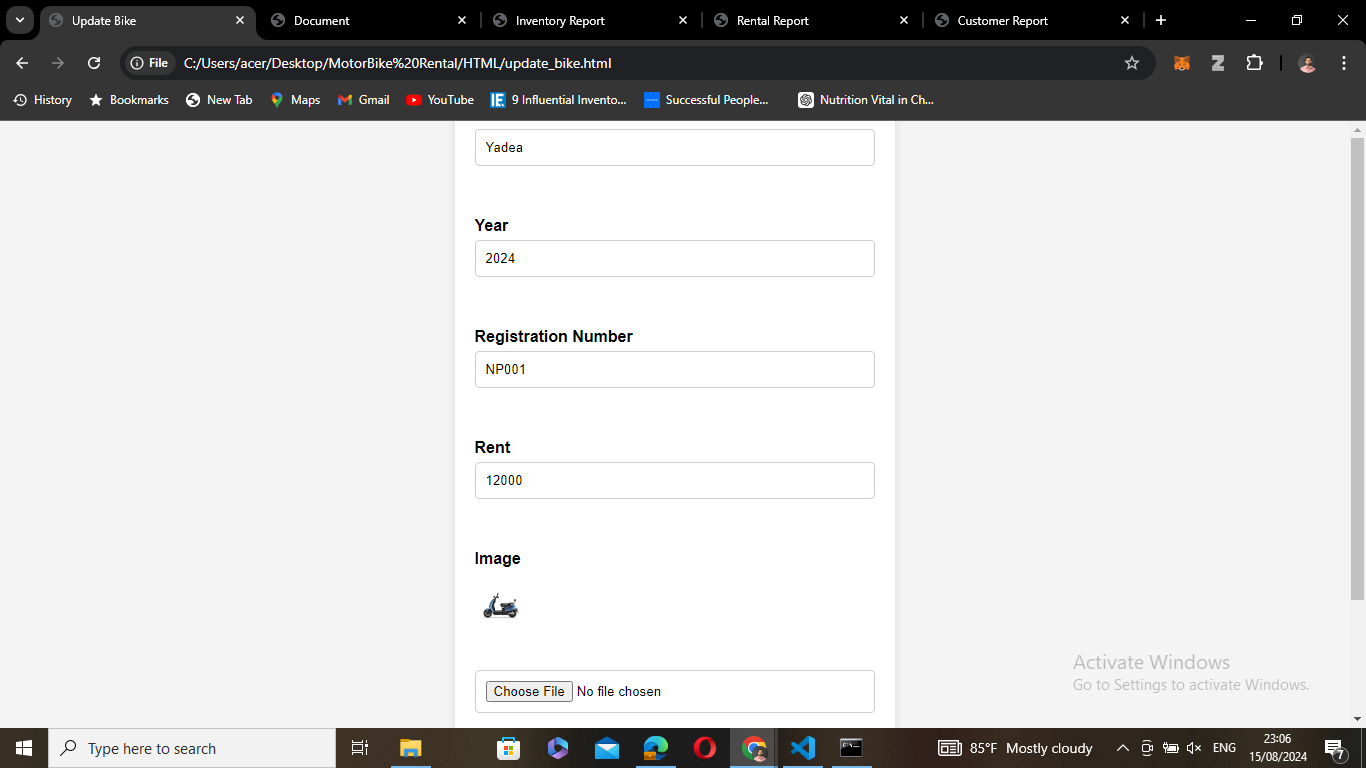 Update Bike
Document
Inventory Report
Rental Report
Customer Report
File
C:/Users/acer/Desktop/MotorBike%20Rental/HTML/update_bike.html
History
Bookmarks
New Tab
Maps
Gmail
YouTube
IE
9 Influential Invento...
Successful People...
Nutrition Vital in Ch...
Yadea
Year
2024
Registration Number
NP001
Rent
12000
Image
Choose File No file chosen
Activate Windows
Go to Settings to activate Windows.
Type here to search
85°F Mostly cloudy
ENG
23:06
15/08/2024
7